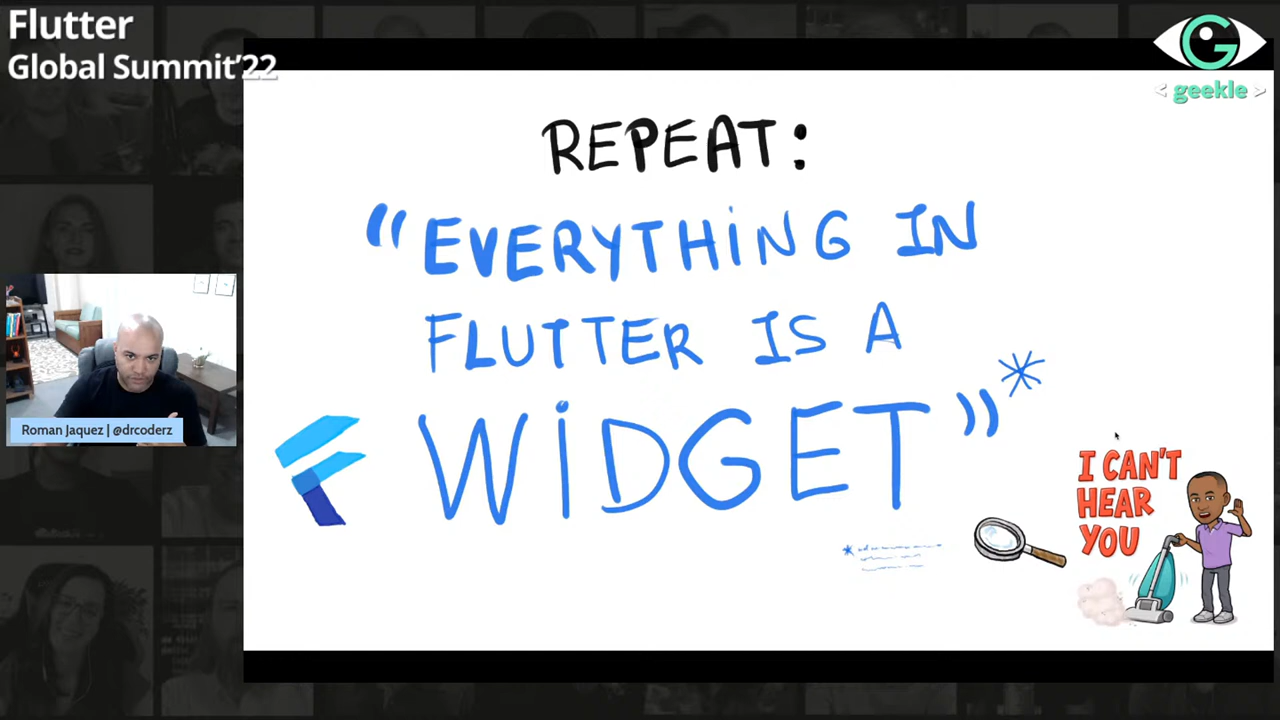 Flutter
Global Summit'22
< geekle >
REPEAT:
"EVERYTHING IN
FLUTTER IS A
WIDGET"*
Roman Jaquez | @drcoderz
I CAN'T
HEAR
YOU